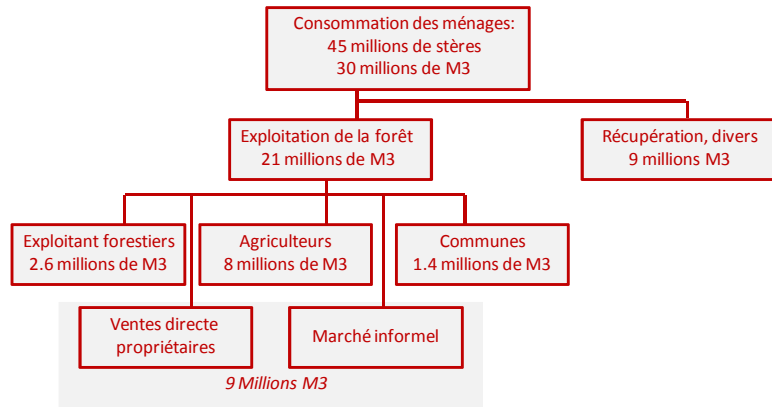 Consommation des ménages:
45 millions de stères
30 millions de M3
Exploitation de la forêt
21 millions de M3
Récupération, divers
9 millions M3
Exploitant forestiers
2.6 millions de M3
Agriculteurs
8 millions de M3
Communes
1.4 millions de M3
Ventes directe
propriétaires
Marché informel
9 Millions M3